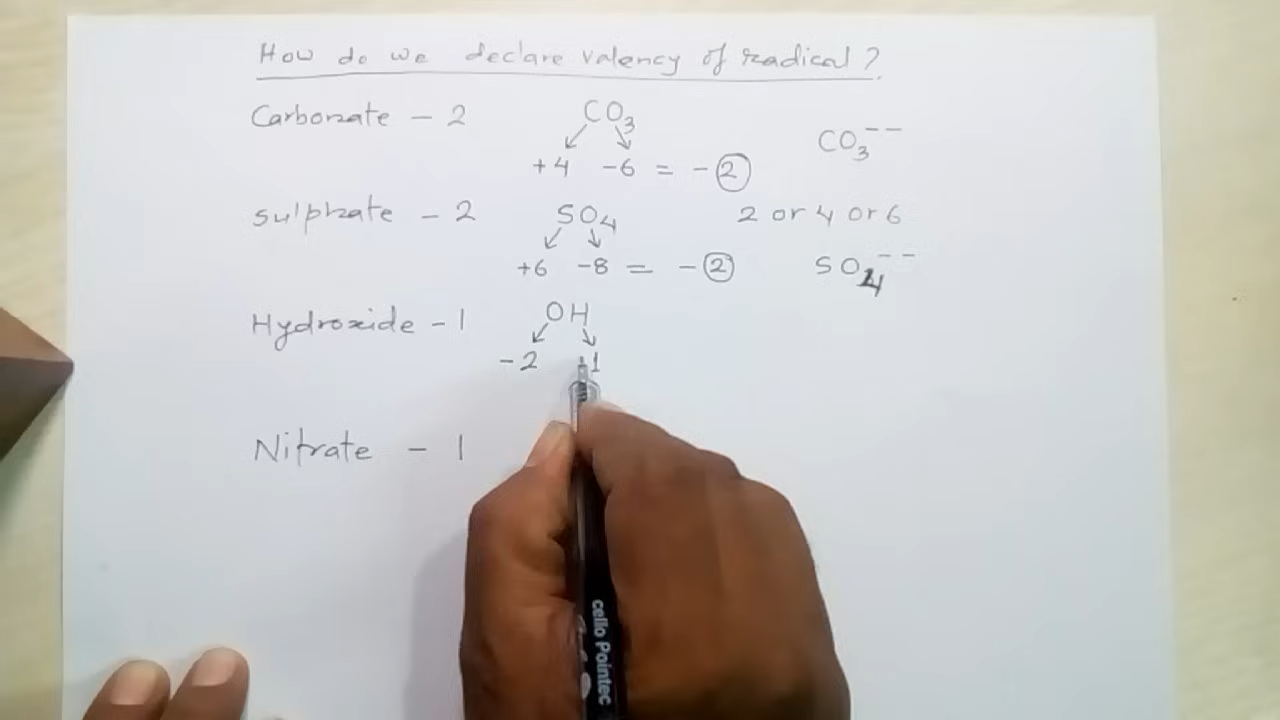 How do we declare valency of radical?
Carbonate - 2 CO3 CO3--
+4 -6 = -2
Sulphate - 2 SO4 2 or 4 or 6
+6 -8 = -2 SO4--
Hydroxide - 1 OH
-2 1
Nitrate - 1
cello Pointec